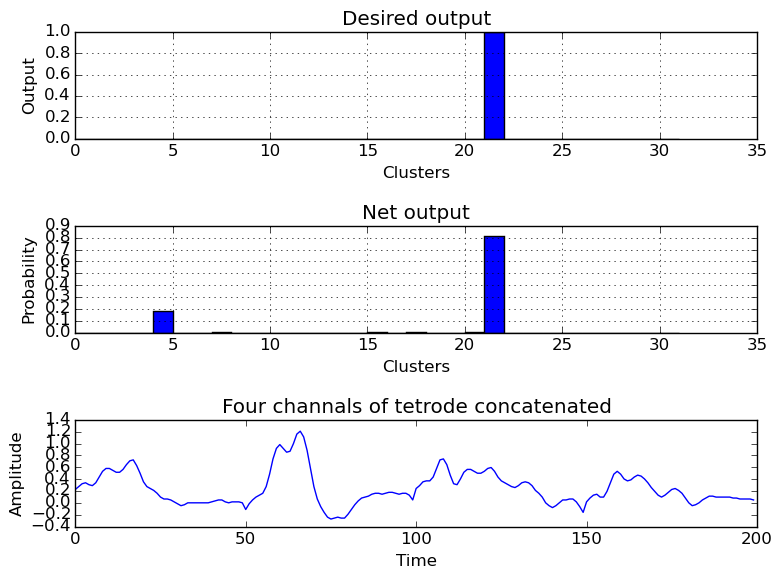 Desired output
Output
1.0
0.8
0.6
0.4
0.2
0.0
0 5 10 15 20 25 30 35
Clusters
Net output
Probability
0.9
0.8
0.7
0.6
0.5
0.4
0.3
0.2
0.1
0.0
0 5 10 15 20 25 30 35
Clusters
Four channals of tetrode concatenated
Amplitude
1.4
1.2
1.0
0.8
0.6
0.4
0.2
0.0
−0.2
−0.4
0 50 100 150 200
Time